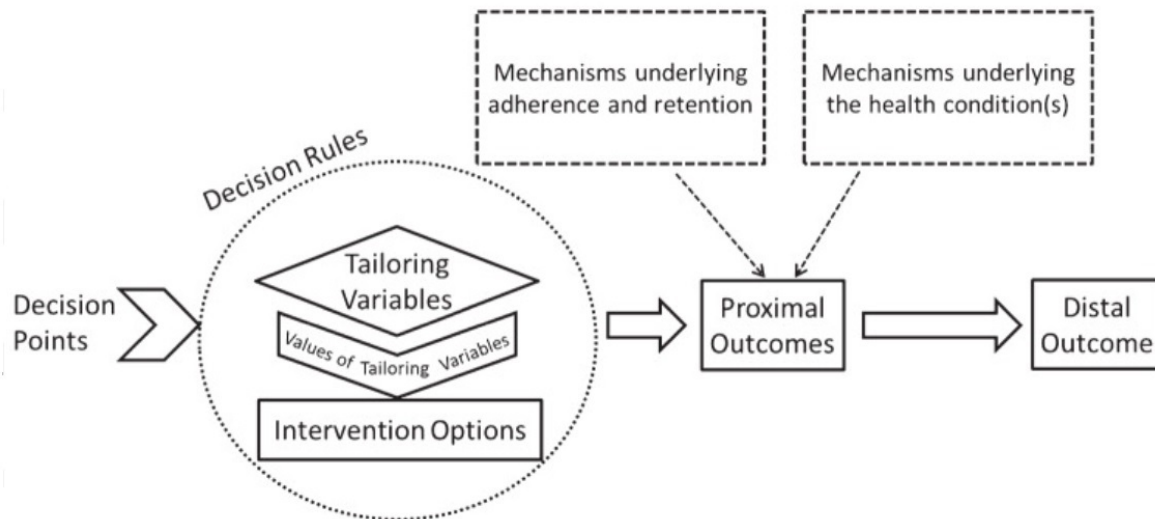 Mechanisms underlying
adherence and retention
Mechanisms underlying
the health condition(s)
Decision Rules
Decision
Points
Tailoring
Variables
Values of Tailoring Variables
Intervention Options
Proximal
Outcomes
Distal
Outcome